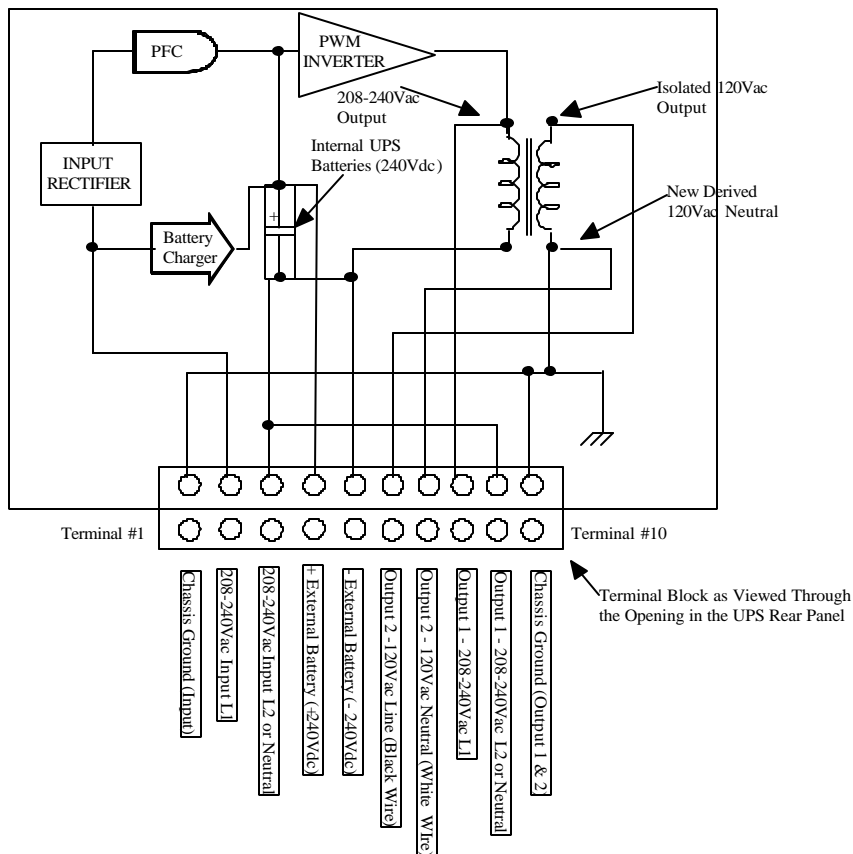 PFC
PWM
INVERTER
208-240Vac
Output
Isolated 120Vac
Output
Internal UPS
Batteries (240Vdc)
INPUT
RECTIFIER
New Derived
120Vac Neutral
+
Battery
Charger
Terminal #1
Terminal #10
Chassis Ground (Input)
208-240Vac Input L1
208-240Vac Input L2 or Neutral
+ External Battery (+240Vdc)
- External Battery (- 240Vdc)
Output 2 -120Vac Line (Black Wire)
Output 2 - 120Vac Neutral (White WIre)
Output 1 - 208-240Vac L1
Output 1 - 208-240Vac L2 or Neutral
Chassis Ground (Output 1 & 2)
Terminal Block as Viewed Through
the Opening in the UPS Rear Panel